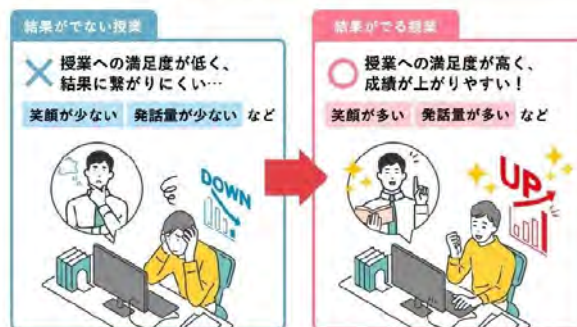 結果がでない授業
授業への満足度が低く、
結果に繋がりにくい…
笑顔が少ない 発話量が少ない など
DOWN
結果がでる授業
授業への満足度が高く、
成績が上がりやすい！
笑顔が多い 発話量が多い など
UP